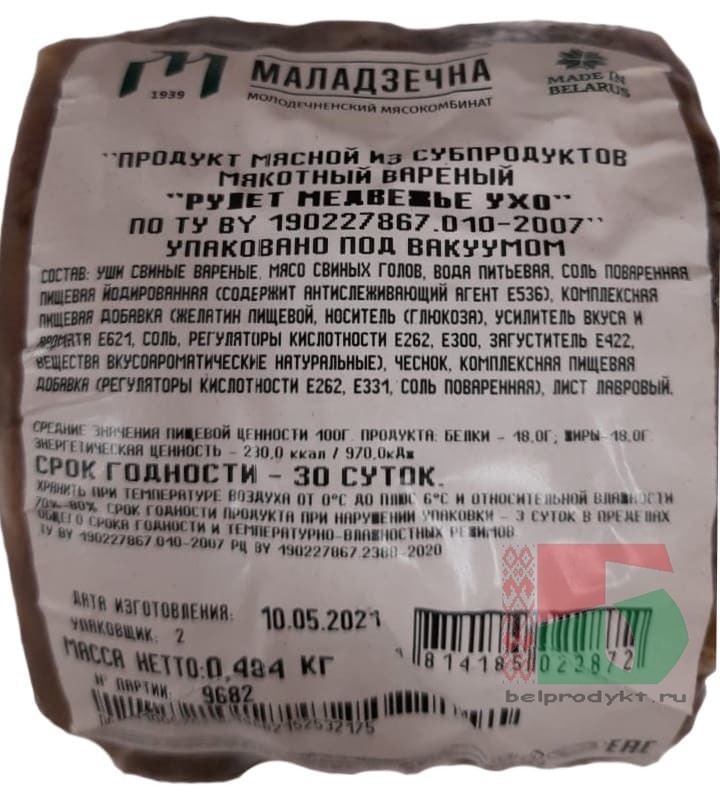 1939
МАЛАДЗЕЧНА
МОЛОДЕЧНЕНСКИЙ МЯСОКОМБИНАТ
MADE IN
BELARUS
"ПРОДУКТ МЯСНОЙ ИЗ СУБПРОДУКТОВ
МЯКОТНЫЙ ВАРЕНЫЙ
"РУЛЕТ МЕДВЕЖЬЕ УХО"
ПО ТУ BY 190227867.010-2007"
УПАКОВАНО ПОД ВАКУУМОМ
СОСТАВ: УШИ СВИНЫЕ ВАРЕНЫЕ, МЯСО СВИНЫХ ГОЛОВ, ВОДА ПИТЬЕВАЯ, СОЛЬ ПОВАРЕННАЯ
ПИЩЕВАЯ ЙОДИРОВАННАЯ (СОДЕРЖИТ АНТИСЛЕЖИВАЮЩИЙ АГЕНТ Е536), КОМПЛЕКСНАЯ
ПИЩЕВАЯ ДОБАВКА (ЖЕЛАТИН ПИЩЕВОЙ, НОСИТЕЛЬ (ГЛЮКОЗА), УСИЛИТЕЛЬ ВКУСА И
АРОМАТА Е621, СОЛЬ, РЕГУЛЯТОРЫ КИСЛОТНОСТИ Е262, Е300, ЗАГУСТИТЕЛЬ Е422,
ВЕЩЕСТВА ВКУСОАРОМАТИЧЕСКИЕ НАТУРАЛЬНЫЕ), ЧЕСНОК, КОМПЛЕКСНАЯ ПИЩЕВАЯ
ДОБАВКА (РЕГУЛЯТОРЫ КИСЛОТНОСТИ Е262, Е331, СОЛЬ ПОВАРЕННАЯ), ЛИСТ ЛАВРОВЫЙ.
СРЕДНИЕ ЗНАЧЕНИЯ ПИЩЕВОЙ ЦЕННОСТИ 100Г. ПРОДУКТА: БЕЛКИ - 18,0Г; ЖИРЫ-18,0Г
ЭНЕРГЕТИЧЕСКАЯ ЦЕННОСТЬ - 230,0 ккал / 970,0кДж
СРОК ГОДНОСТИ - 30 СУТОК.
ХРАНИТЬ ПРИ ТЕМПЕРАТУРЕ ВОЗДУХА ОТ 0°С ДО ПЛЮС 6°С И ОТНОСИТЕЛЬНОЙ ВЛАЖНОСТИ
70%-80%. СРОК ГОДНОСТИ ПРОДУКТА ПРИ НАРУШЕНИИ УПАКОВКИ - 3 СУТОК В ПРЕДЕЛАХ
ОБЩЕГО СРОКА ГОДНОСТИ И ТЕМПЕРАТУРНО-ВЛАЖНОСТНЫХ РЕЖИМОВ.
ТУ BY 190227867.010-2007 РЦ BY 190227867.2380-2020
ДАТА ИЗГОТОВЛЕНИЯ: 10.05.2021
УПАКОВЩИК: 2
МАССА НЕТТО:0,484 КГ
N° ПАРТИИ: 9682
belprodykt.ru
EAC